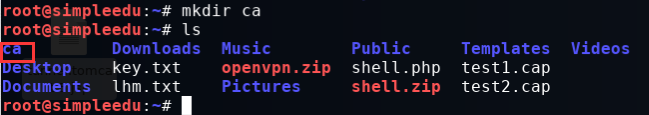 root@simpleedu:~# mkdir ca
root@simpleedu:~# ls
ca Downloads Music Public Templates Videos
Desktop key.txt openvpn.zip shell.php test1.cap
Documents lhm.txt Pictures shell.zip test2.cap
root@simpleedu:~#